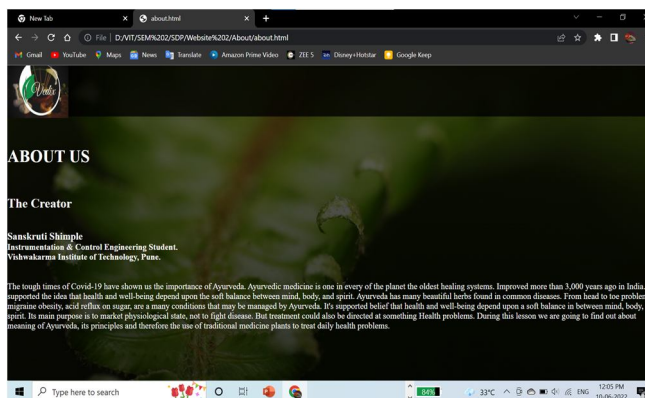 New Tab
about.html
File | D:/VIT/SEM%202/SDP/Website%202/About/about.html
Gmail YouTube Maps News Translate Amazon Prime Video ZEE 5 Disney+Hotstar Google Keep
Vedix
ABOUT US
The Creator
Sanskruti Shimple
Instrumentation & Control Engineering Student.
Vishwakarma Institute of Technology, Pune.
The tough times of Covid-19 have shown us the importance of Ayurveda. Ayurvedic medicine is one in every of the planet the oldest healing systems. Improved more than 3,000 years ago in India.
supported the idea that health and well-being depend upon the soft balance between mind, body, and spirit. Ayurveda has many beautiful herbs found in common diseases. From head to toe
migraine obesity, acid reflux on sugar, are a many conditions that may be managed by Ayurveda. It's supported belief that health and well-being depend upon soft balance in between mind, body,
spirit. Its main purpose is to market physiological state, not to fight disease. But treatment could also be directed at something Health problems. During this lesson we are going to find out about
meaning of Ayurveda, its principles and therefore the use of traditional medicine plants to treat daily health problems.
Type here to search
84%
33°C
ENG
12:05 PM
10-06-2022